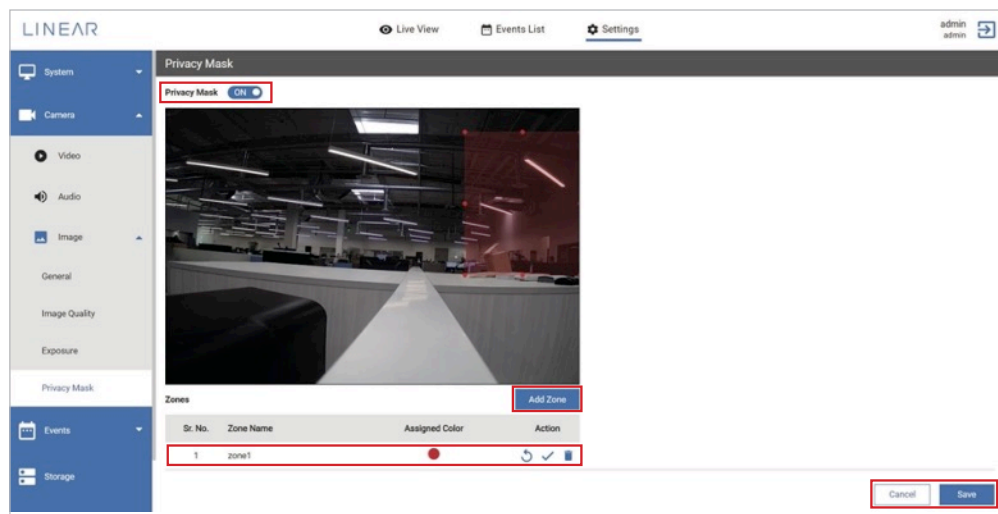 LINEAR
Live View
Events List
Settings
admin
admin
System
Camera
Video
Audio
Image
General
Image Quality
Exposure
Privacy Mask
Events
Storage
Privacy Mask
Privacy Mask ON
Zones
Add Zone
Sr. No. Zone Name Assigned Color Action
1 zone1
Cancel Save